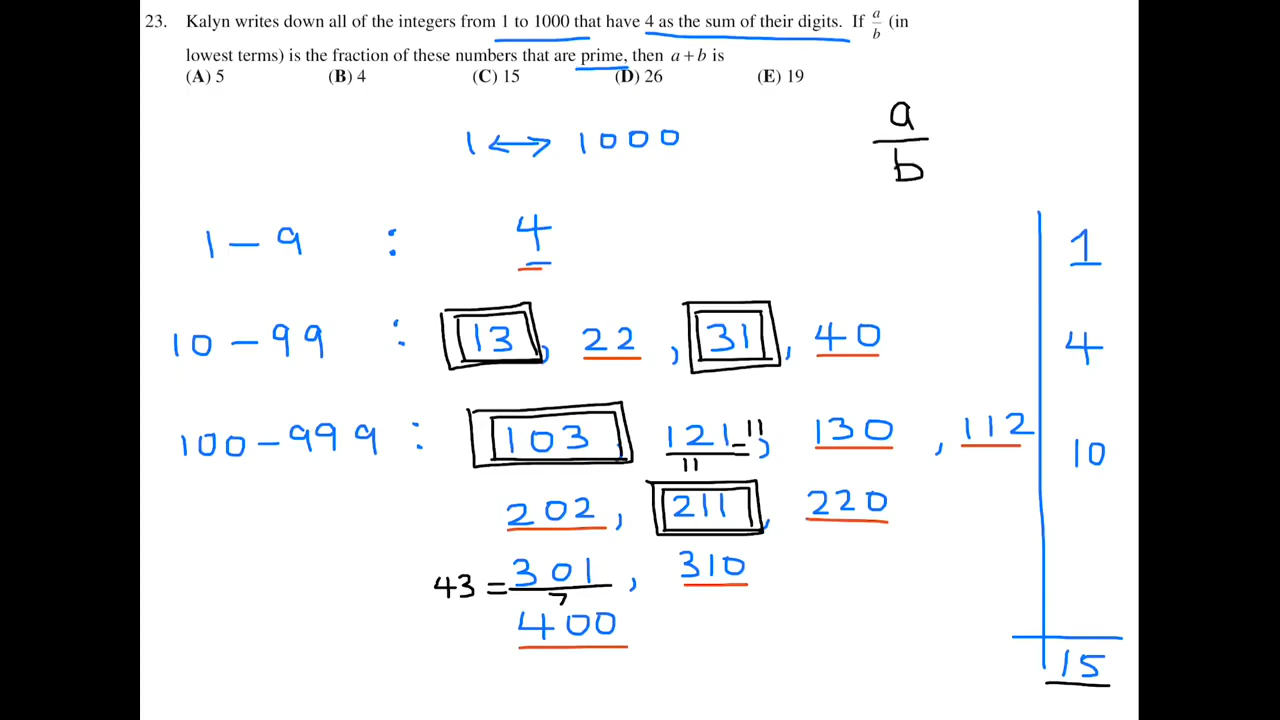 23. Kalyn writes down all of the integers from 1 to 1000 that have 4 as the sum of their digits. If a/b (in
lowest terms) is the fraction of these numbers that are prime, then a+b is
(A) 5 (B) 4 (C) 15 (D) 26 (E) 19
1 ↔ 1000
a/b
1 – 9 : 4 1
10 – 99 : 13, 22, 31, 40 4
100 – 999 : 103, 121/11 = 11, 130, 112 10
202, 211, 220
43 = 301/7, 310
400
15